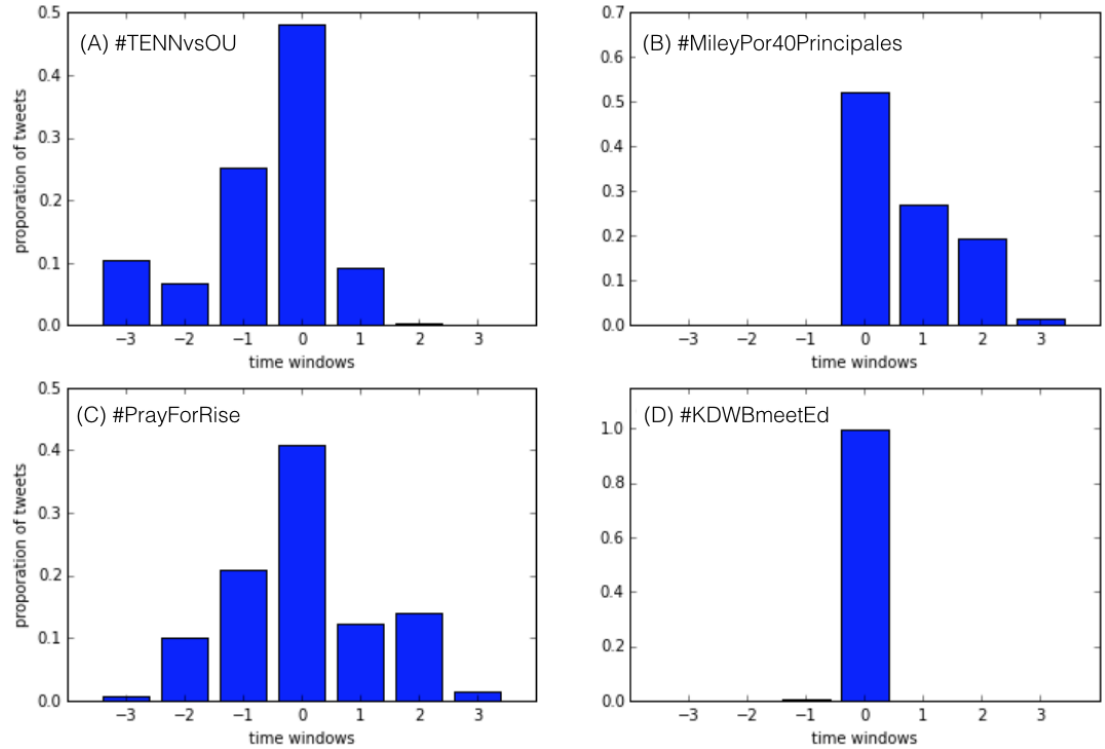 (A) #TENNvsOU
0.5
0.4
0.3
0.2
0.1
0.0
proporation of tweets
−3 −2 −1 0 1 2 3
time windows
(B) #MileyPor40Principales
0.7
0.6
0.5
0.4
0.3
0.2
0.1
0.0
−3 −2 −1 0 1 2 3
time windows
(C) #PrayForRise
0.5
0.4
0.3
0.2
0.1
0.0
proporation of tweets
−3 −2 −1 0 1 2 3
time windows
(D) #KDWBmeetEd
1.0
0.8
0.6
0.4
0.2
0.0
−3 −2 −1 0 1 2 3
time windows